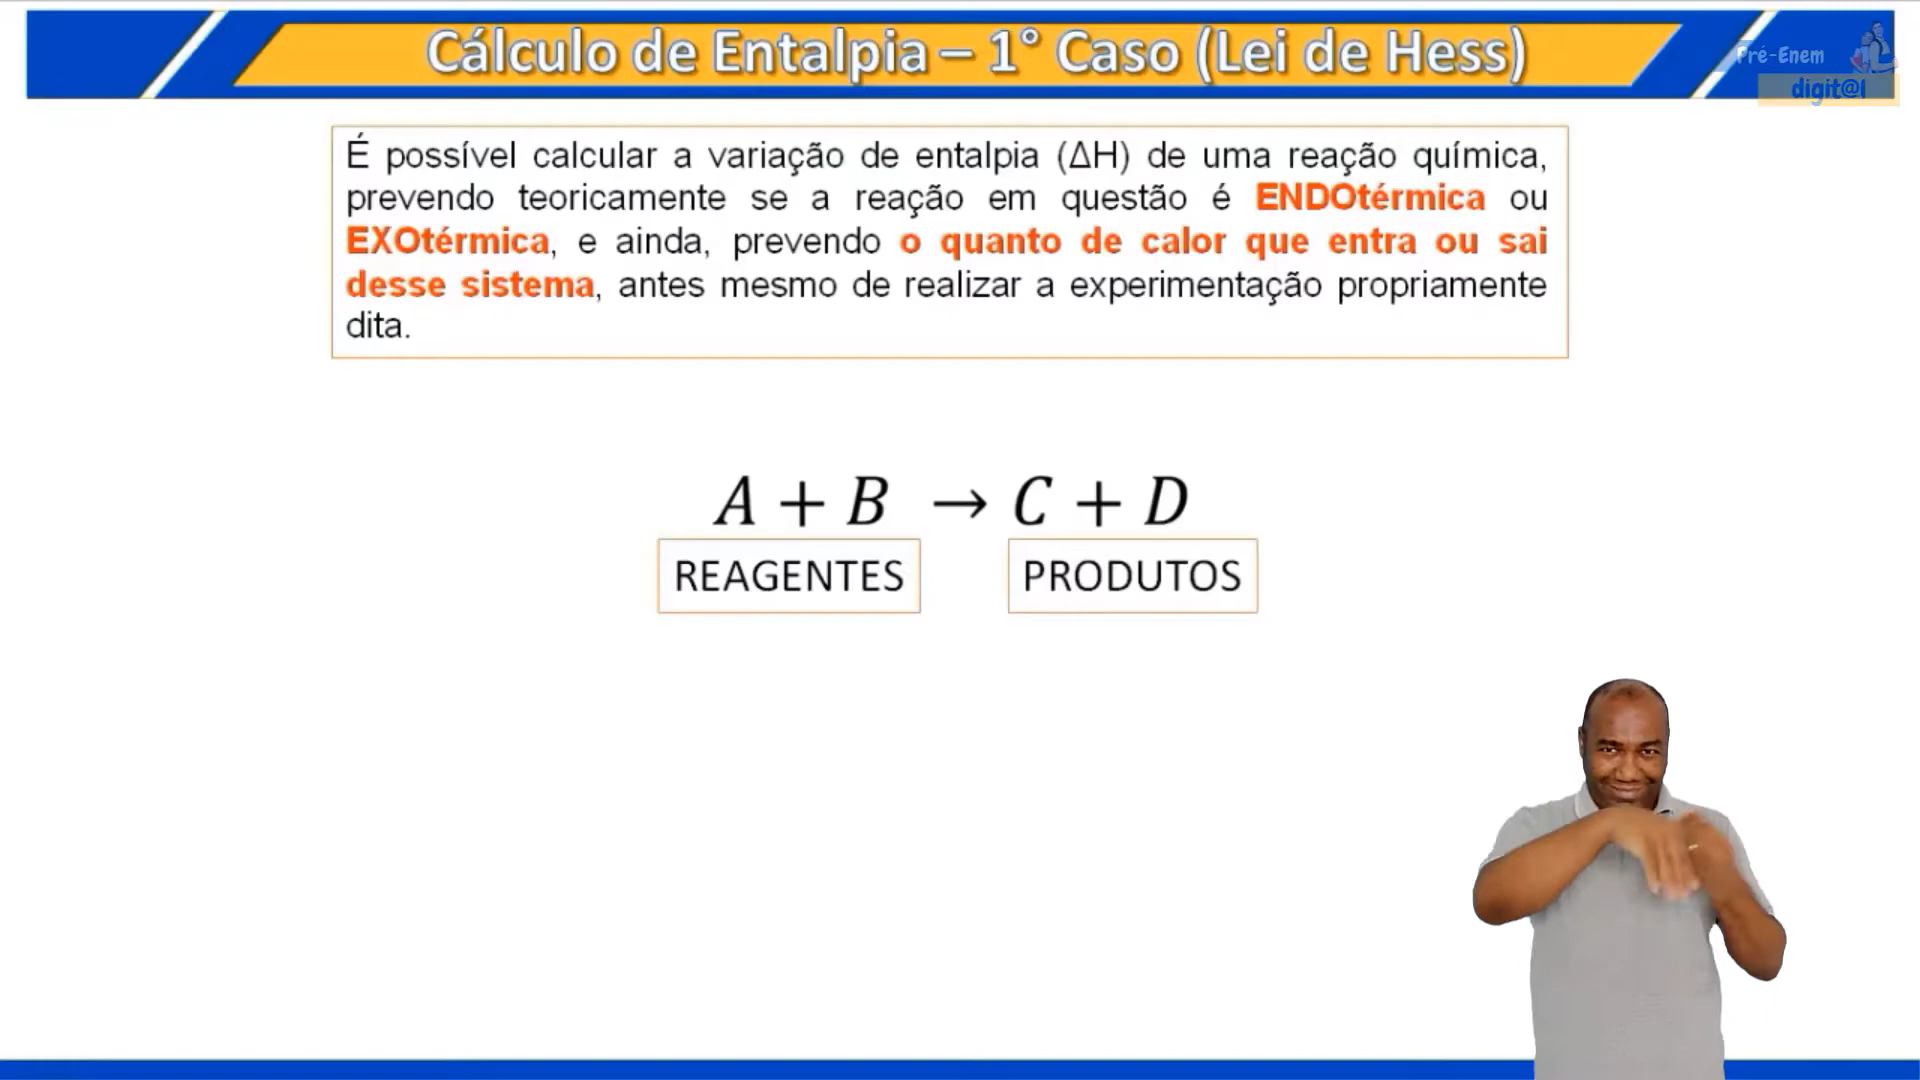 Cálculo de Entalpia – 1° Caso (Lei de Hess)
Pré-Enem
digit@l
É possível calcular a variação de entalpia (ΔH) de uma reação química,
prevendo teoricamente se a reação em questão é ENDOtérmica ou
EXOtérmica, e ainda, prevendo o quanto de calor que entra ou sai
desse sistema, antes mesmo de realizar a experimentação propriamente
dita.
A + B → C + D
REAGENTES PRODUTOS